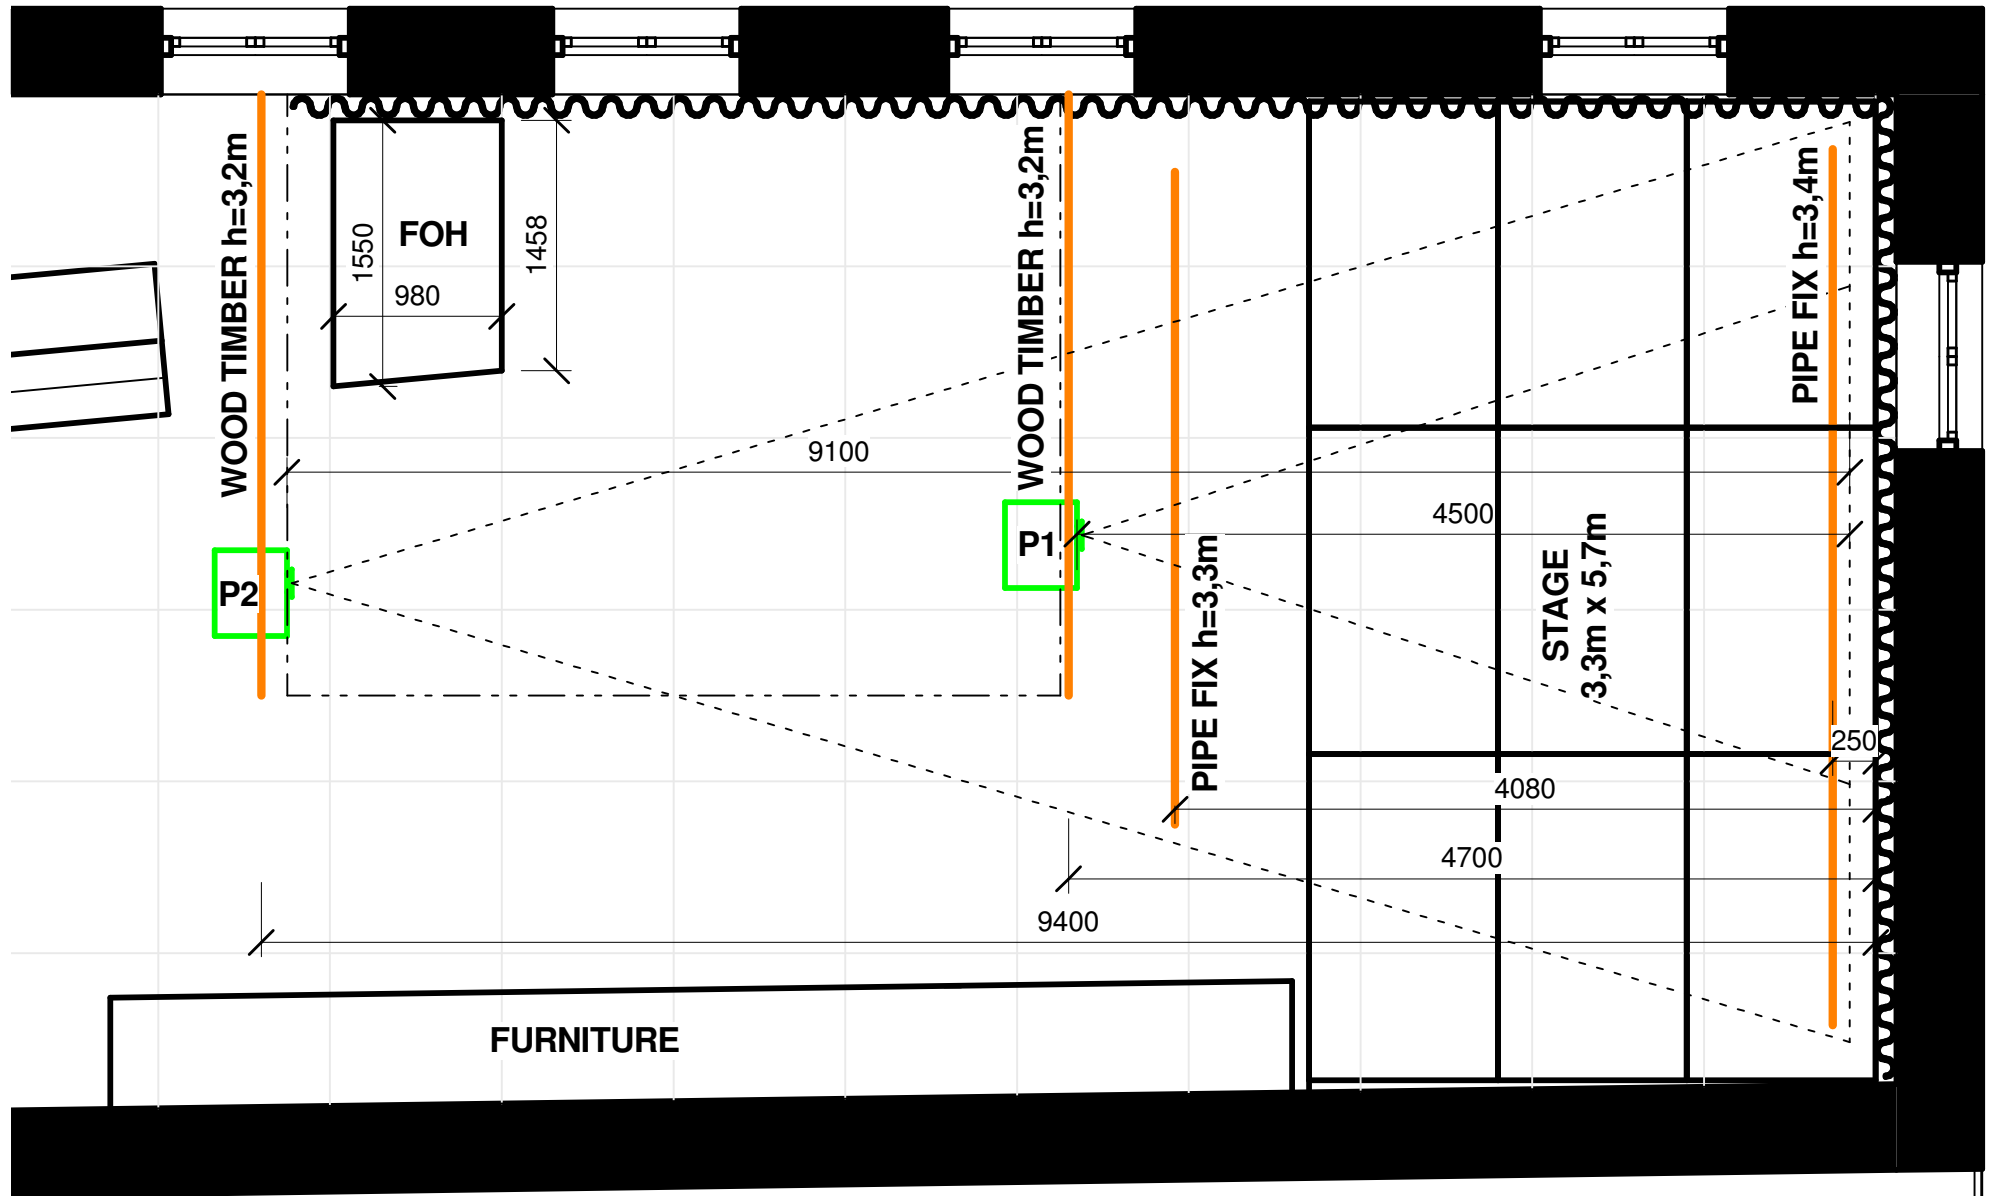 WOOD TIMBER h=3,2m
1550
FOH
980
1458
WOOD TIMBER h=3,2m
PIPE FIX h=3,4m
9100
4500
P1
P2
STAGE
3,3m x 5,7m
PIPE FIX h=3,3m
250
4080
4700
9400
FURNITURE